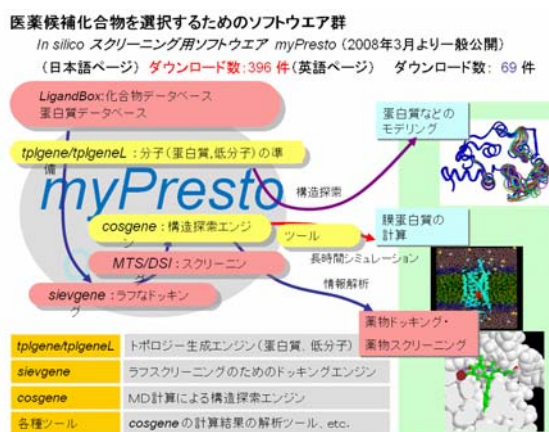 医薬候補化合物を選択するためのソフトウエア群
In silico スクリーニング用ソフトウエア myPresto (2008年3月より一般公開)
(日本語ページ) ダウンロード数:396 件(英語ページ) ダウンロード数: 69 件
LigandBox:化合物データベース
蛋白質データベース
蛋白質などの
モデリング
tplgene/tplgeneL:分子(蛋白質,低分子)の準
備
myPresto
構造探索
cosgene:構造探索エンジ
ン
ツール
膜蛋白質の
計算
長時間シミュレーション
MTS/DSI:スクリーニン
グ
情報解析
sievgene:ラフなドッキン
グ
薬物ドッキング・
薬物スクリーニング
tplgene/tplgeneL トポロジー生成エンジン(蛋白質、低分子)
sievgene ラフスクリーニングのためのドッキングエンジン
cosgene MD計算による構造探索エンジン
各種ツール cosgeneの計算結果の解析ツール、etc.